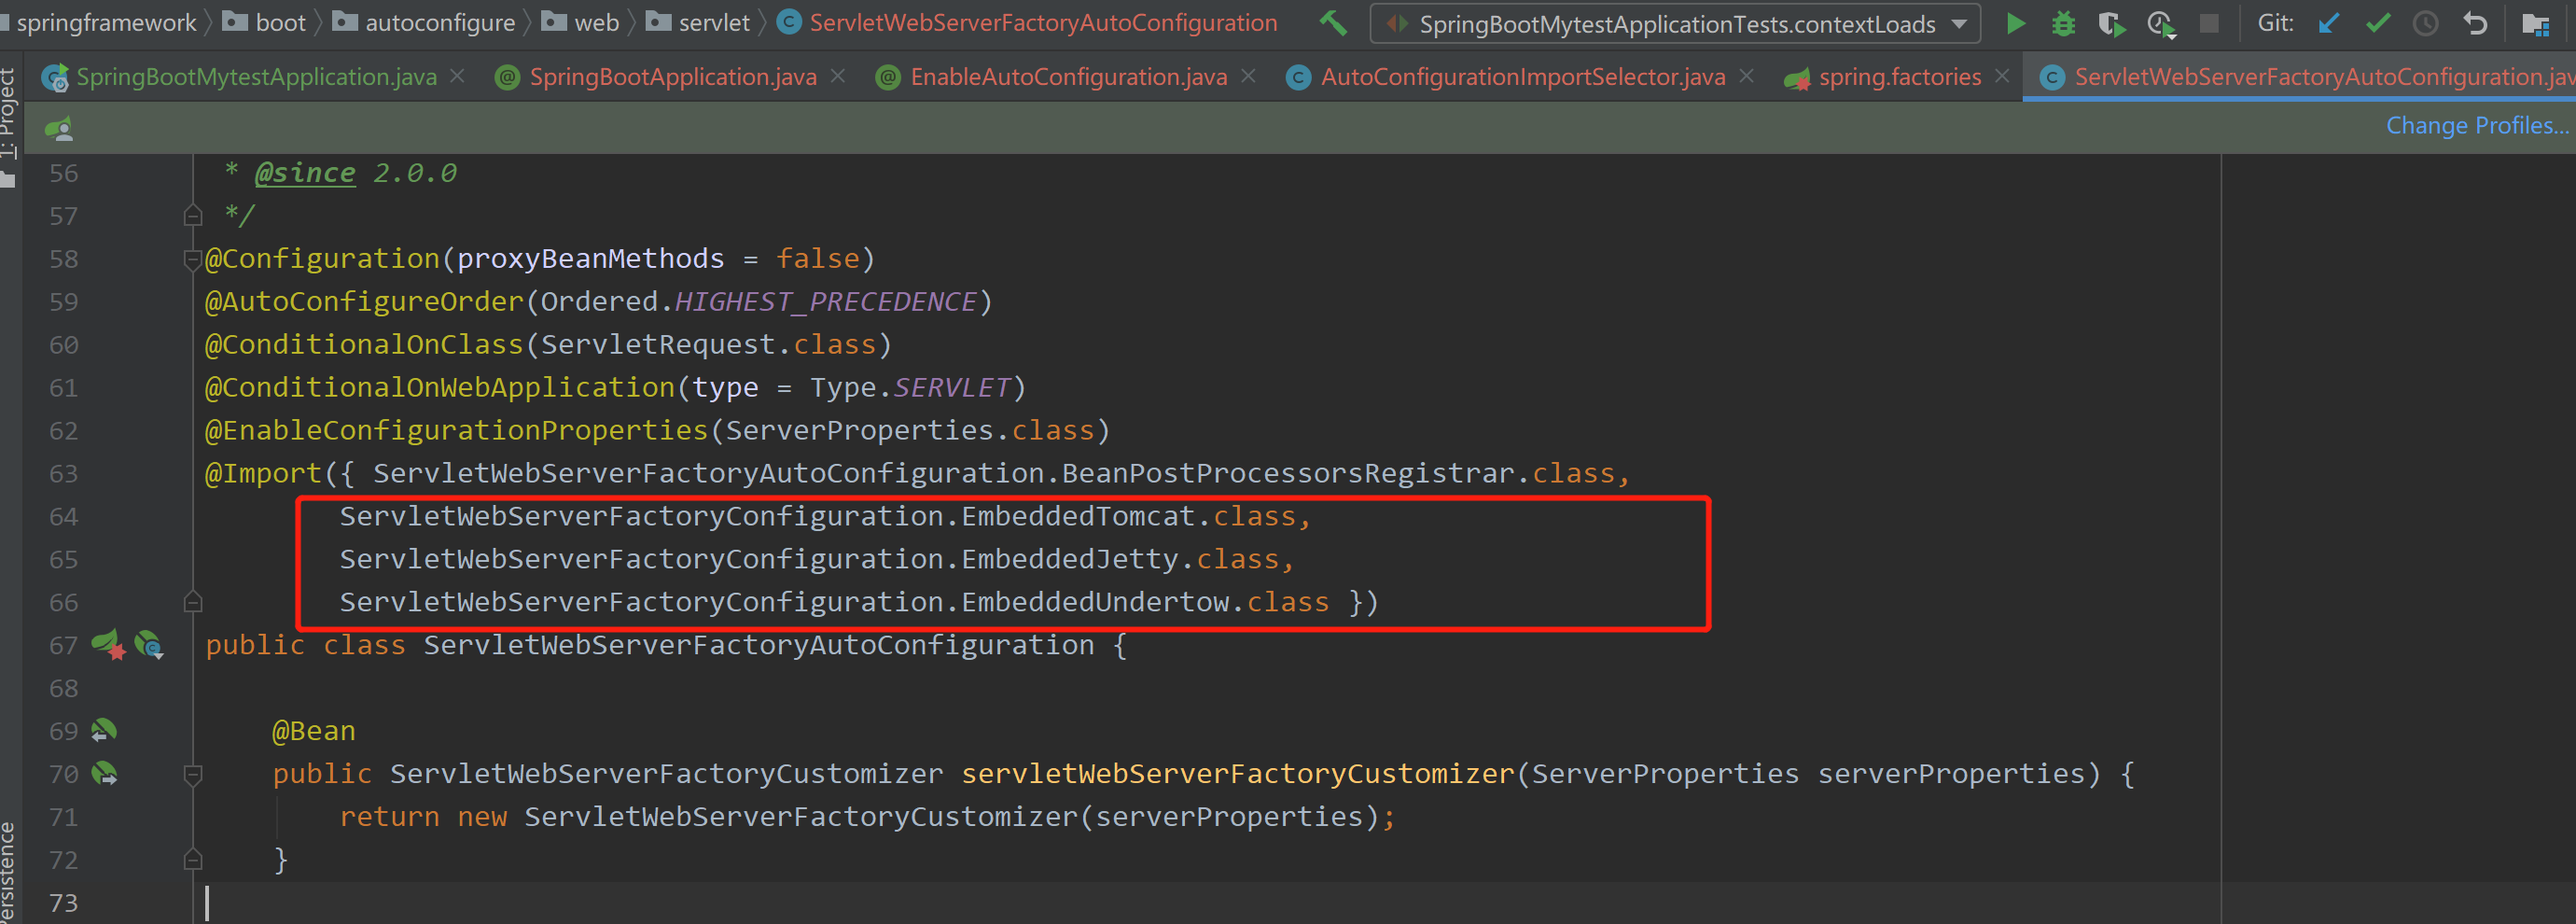 springframework boot autoconfigure web servlet ServletWebServerFactoryAutoConfiguration SpringBootMytestApplicationTests.contextLoads Git:
SpringBootMytestApplication.java SpringBootApplication.java EnableAutoConfiguration.java AutoConfigurationImportSelector.java spring.factories ServletWebServerFactoryAutoConfiguration.jav
1: Project
Change Profiles...
56 * @since 2.0.0
57 */
58 @Configuration(proxyBeanMethods = false)
59 @AutoConfigureOrder(Ordered.HIGHEST_PRECEDENCE)
60 @ConditionalOnClass(ServletRequest.class)
61 @ConditionalOnWebApplication(type = Type.SERVLET)
62 @EnableConfigurationProperties(ServerProperties.class)
63 @Import({ ServletWebServerFactoryAutoConfiguration.BeanPostProcessorsRegistrar.class,
64 ServletWebServerFactoryConfiguration.EmbeddedTomcat.class,
65 ServletWebServerFactoryConfiguration.EmbeddedJetty.class,
66 ServletWebServerFactoryConfiguration.EmbeddedUndertow.class })
67 public class ServletWebServerFactoryAutoConfiguration {
68
69 @Bean
70 public ServletWebServerFactoryCustomizer servletWebServerFactoryCustomizer(ServerProperties serverProperties) {
71 return new ServletWebServerFactoryCustomizer(serverProperties);
72 }
73
Persistence